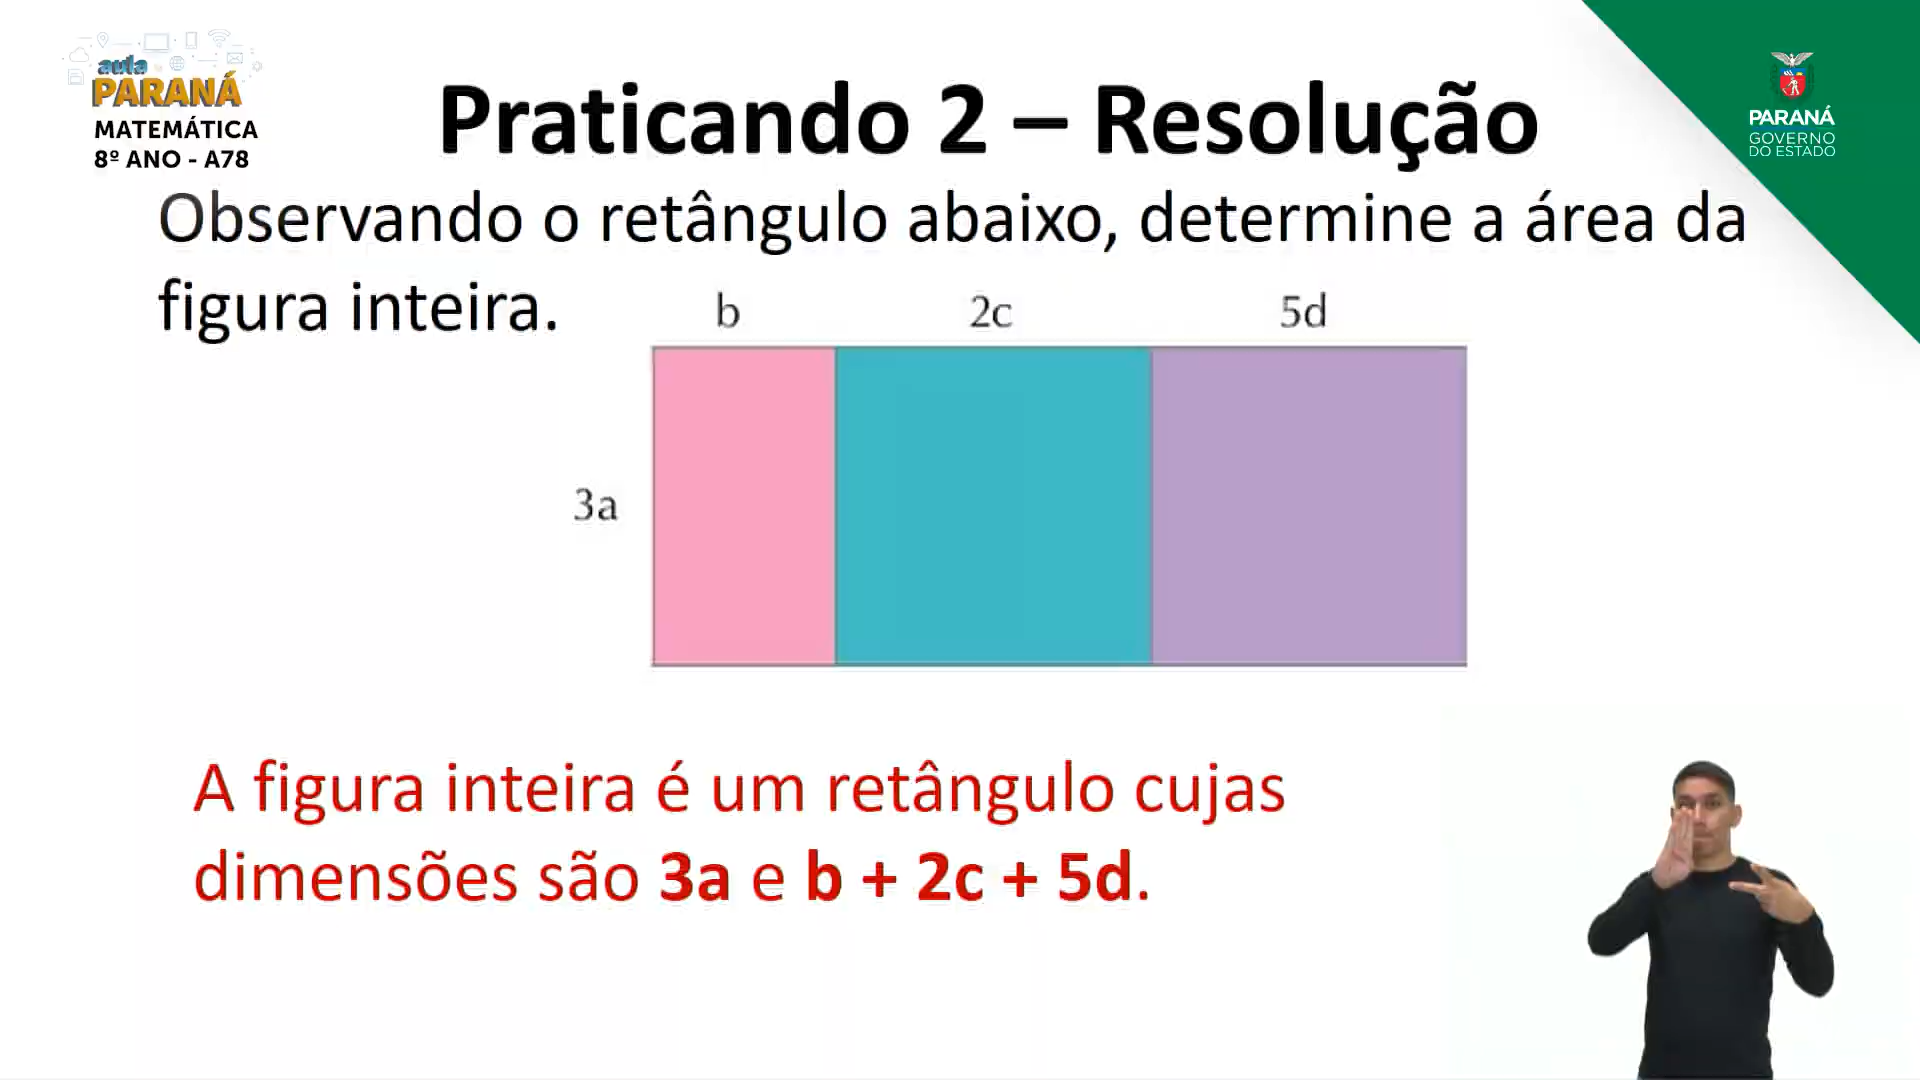 aula
PARANÁ
MATEMÁTICA
8º ANO - A78
Praticando 2 – Resolução
PARANÁ
GOVERNO
DO ESTADO
Observando o retângulo abaixo, determine a área da
figura inteira.
b 2c 5d
3a
A figura inteira é um retângulo cujas
dimensões são 3a e b + 2c + 5d.